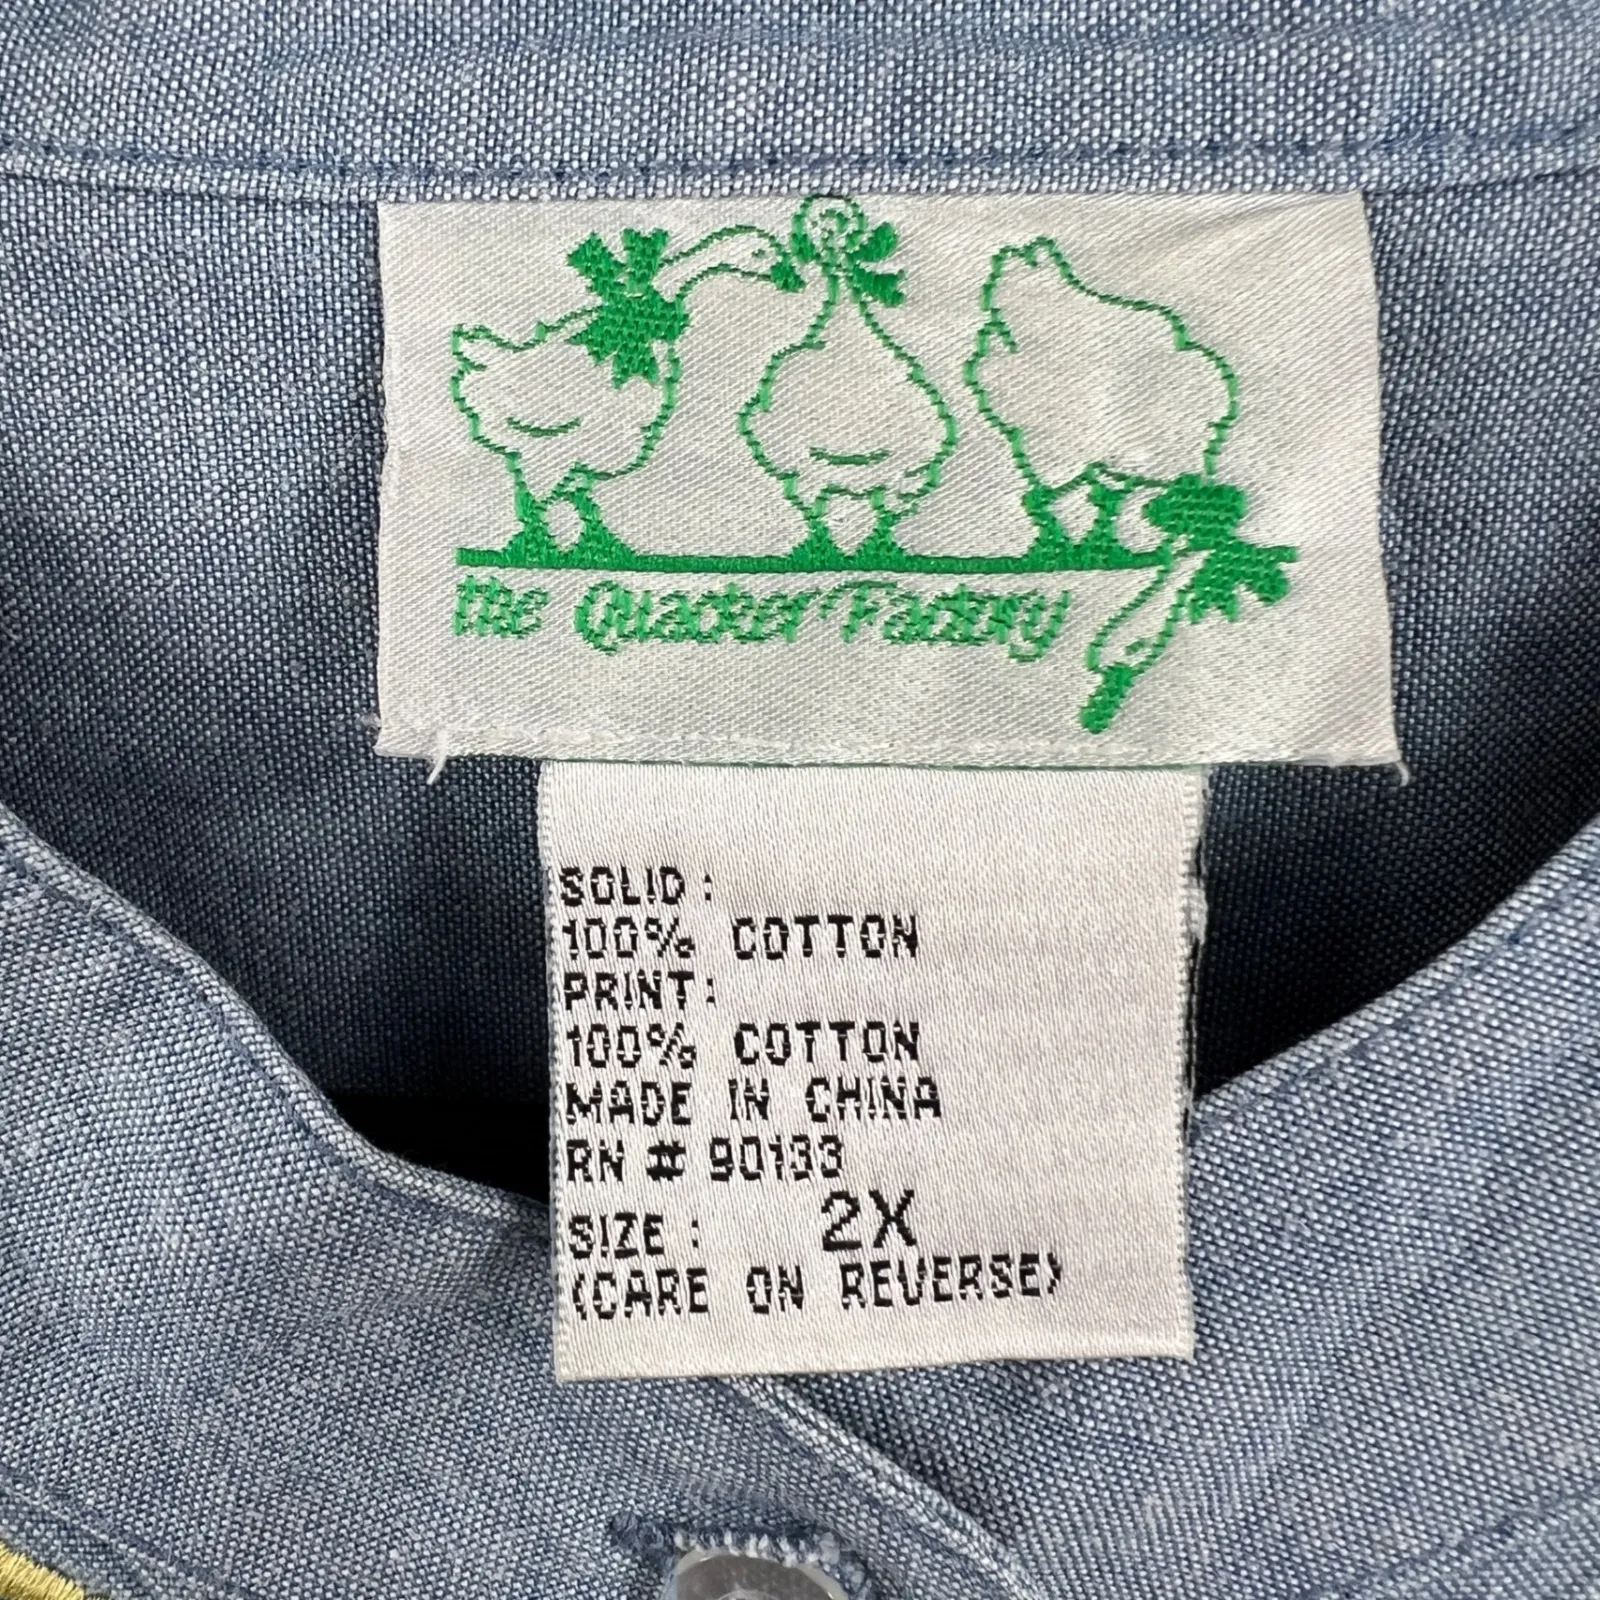 the Quacker Factory
SOLID:
100% COTTON
PRINT:
100% COTTON
MADE IN CHINA
RN # 90133
SIZE: 2X
(CARE ON REVERSE)